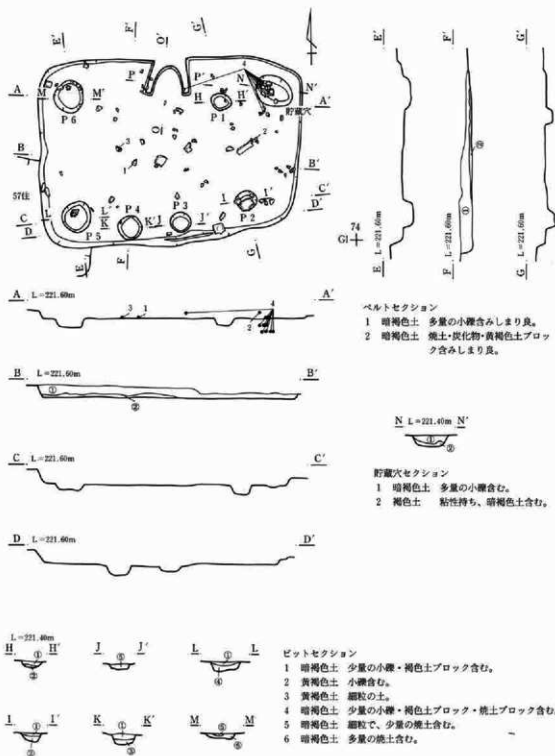 E' F' O' G'
P P' 4 N
A M M' H H' N' A'
P 6 P 1 貯蔵穴
O 2
3
B 1 B'
57住
L L' I I' C'
C K P 4 P 3 D'
D P 5 K' J J' P 2
E F G
74
G1
E' F' G'
②
①
L=221.60m L=221.60m L=221.60m
E F G
A L=221.60m 3 1 4 A'
2
B L=221.60m B'
①
②
C L=221.60m C'
D L=221.60m D'
ベルトセクション
1 暗褐色土 多量の小礫含みしまり良。
2 暗褐色土 焼土・炭化物・黄褐色土ブロッ
ク含みしまり良。
N L=221.40m N'
①
②
貯蔵穴セクション
1 暗褐色土 多量の小礫含む。
2 褐色土 粘性持ち、暗褐色土含む。
L=221.40m
H ① H' J ⑤ J' L ① L
② ④
I ① I' K ① K' M ⑤ M
③ ⑥
ピットセクション
1 暗褐色土 少量の小礫・褐色土ブロック含む。
2 黄褐色土 小礫含む。
3 黄褐色土 細粒の土。
4 暗褐色土 少量の小礫・褐色土ブロック・焼土ブロック含む。
5 暗褐色土 細粒で、少量の焼土含む。
6 暗褐色土 多量の焼土含む。